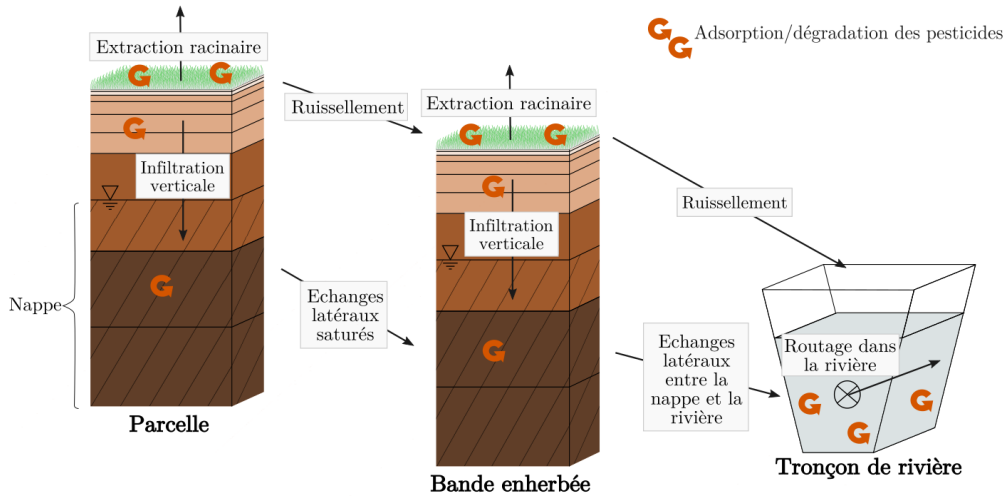 Adsorption/dégradation des pesticides
Extraction racinaire
Ruissellement
Extraction racinaire
Infiltration
verticale
Ruissellement
Infiltration
verticale
Nappe
Echanges
latéraux
saturés
Echanges
latéraux
entre la
nappe et la
rivière
Routage dans
la rivière
Parcelle
Bande enherbée
Tronçon de rivière